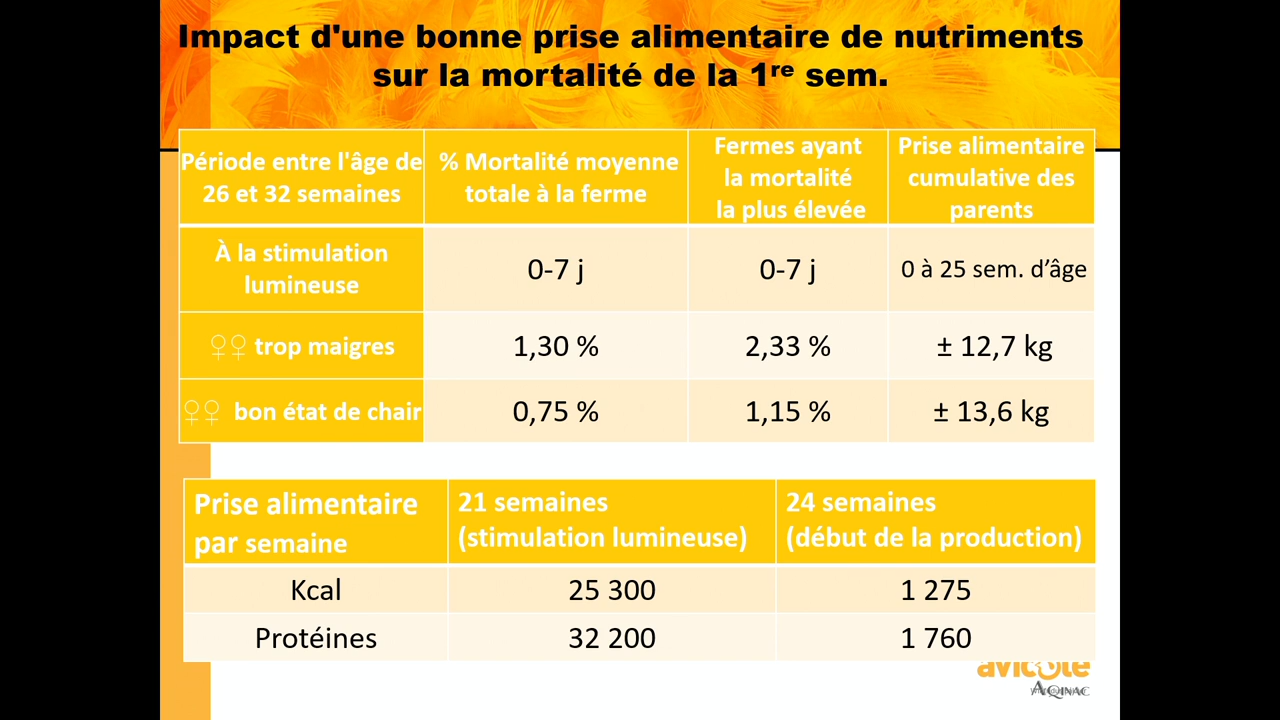 Impact d'une bonne prise alimentaire de nutriments
sur la mortalité de la 1re sem.
Période entre l'âge de
26 et 32 semaines
% Mortalité moyenne
totale à la ferme
Fermes ayant
la mortalité
la plus élevée
Prise alimentaire
cumulative des
parents
À la stimulation
lumineuse
0-7 j
0-7 j
0 à 25 sem. d’âge
♀♀ trop maigres
1,30 %
2,33 %
± 12,7 kg
♀♀ bon état de chair
0,75 %
1,15 %
± 13,6 kg
Prise alimentaire
par semaine
21 semaines
(stimulation lumineuse)
24 semaines
(début de la production)
Kcal
25 300
1 275
Protéines
32 200
1 760
avicole
AQINAC